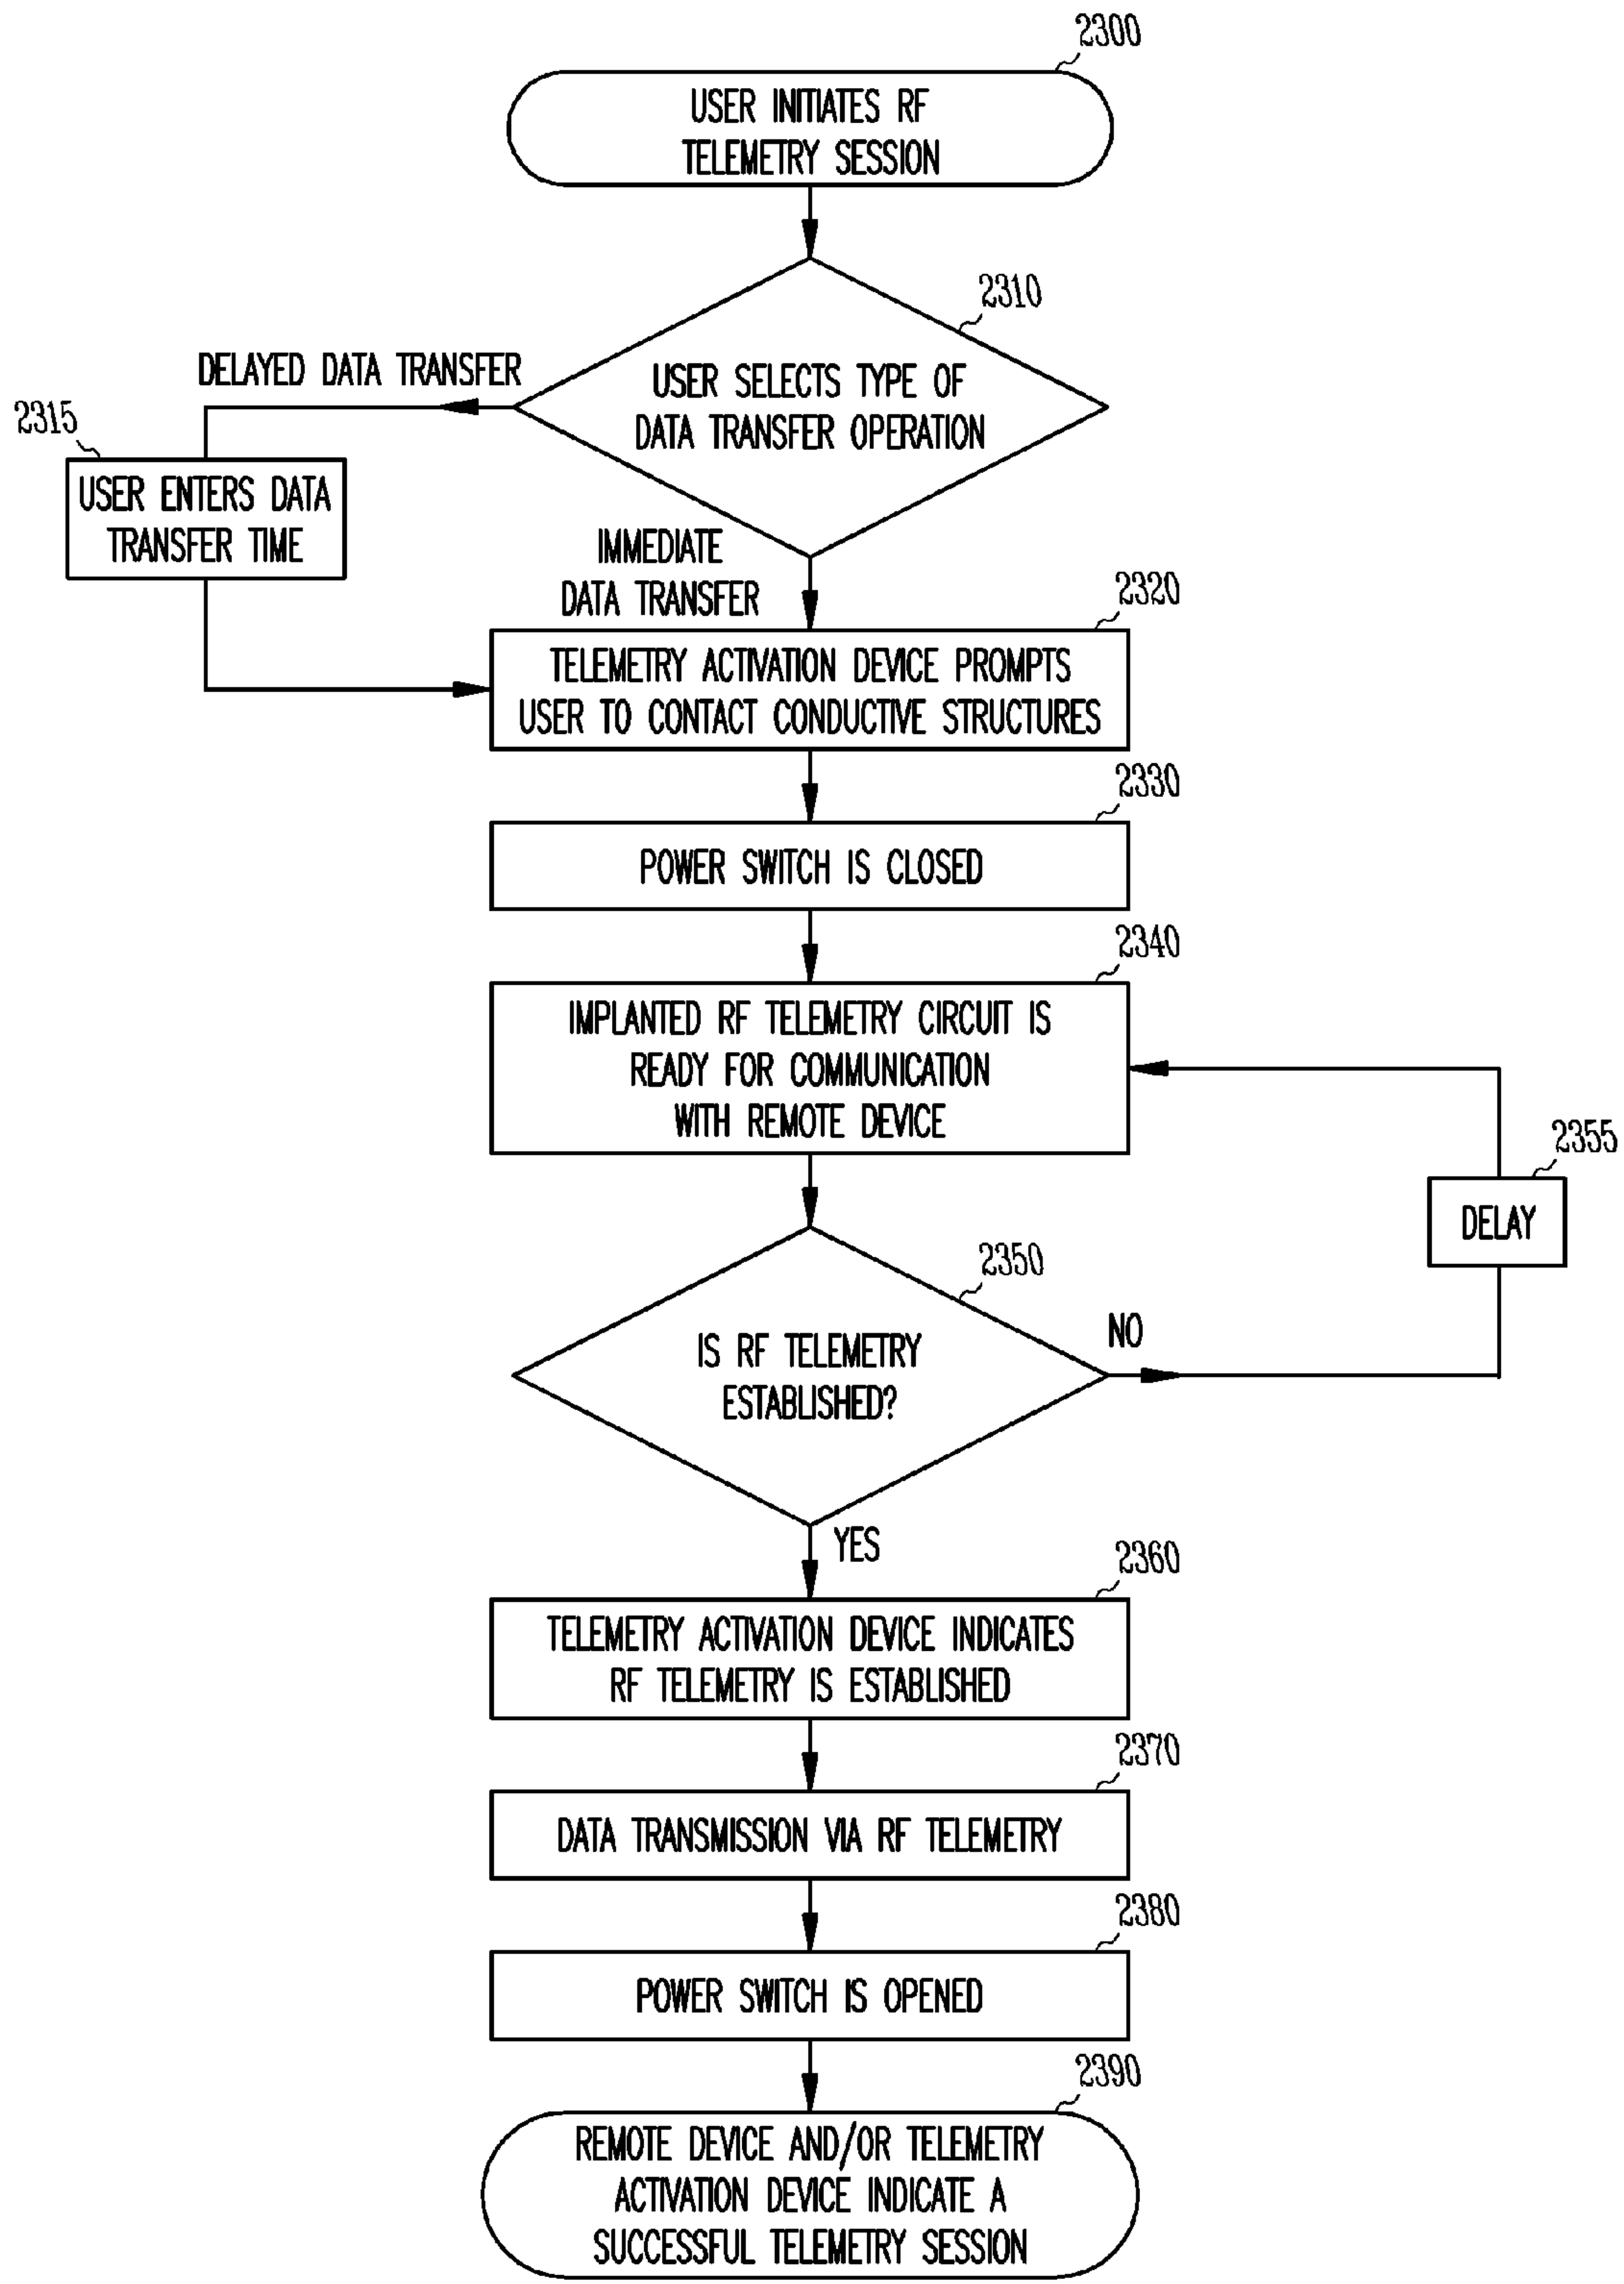 2300
USER INITIATES RF
TELEMETRY SESSION
2310
USER SELECTS TYPE OF
DATA TRANSFER OPERATION
DELAYED DATA TRANSFER
2315
USER ENTERS DATA
TRANSFER TIME
IMMEDIATE
DATA TRANSFER
2320
TELEMETRY ACTIVATION DEVICE PROMPTS
USER TO CONTACT CONDUCTIVE STRUCTURES
2330
POWER SWITCH IS CLOSED
2340
IMPLANTED RF TELEMETRY CIRCUIT IS
READY FOR COMMUNICATION
WITH REMOTE DEVICE
2355
DELAY
2350
IS RF TELEMETRY
ESTABLISHED?
NO
YES
2360
TELEMETRY ACTIVATION DEVICE INDICATES
RF TELEMETRY IS ESTABLISHED
2370
DATA TRANSMISSION VIA RF TELEMETRY
2380
POWER SWITCH IS OPENED
2390
REMOTE DEVICE AND/OR TELEMETRY
ACTIVATION DEVICE INDICATE A
SUCCESSFUL TELEMETRY SESSION